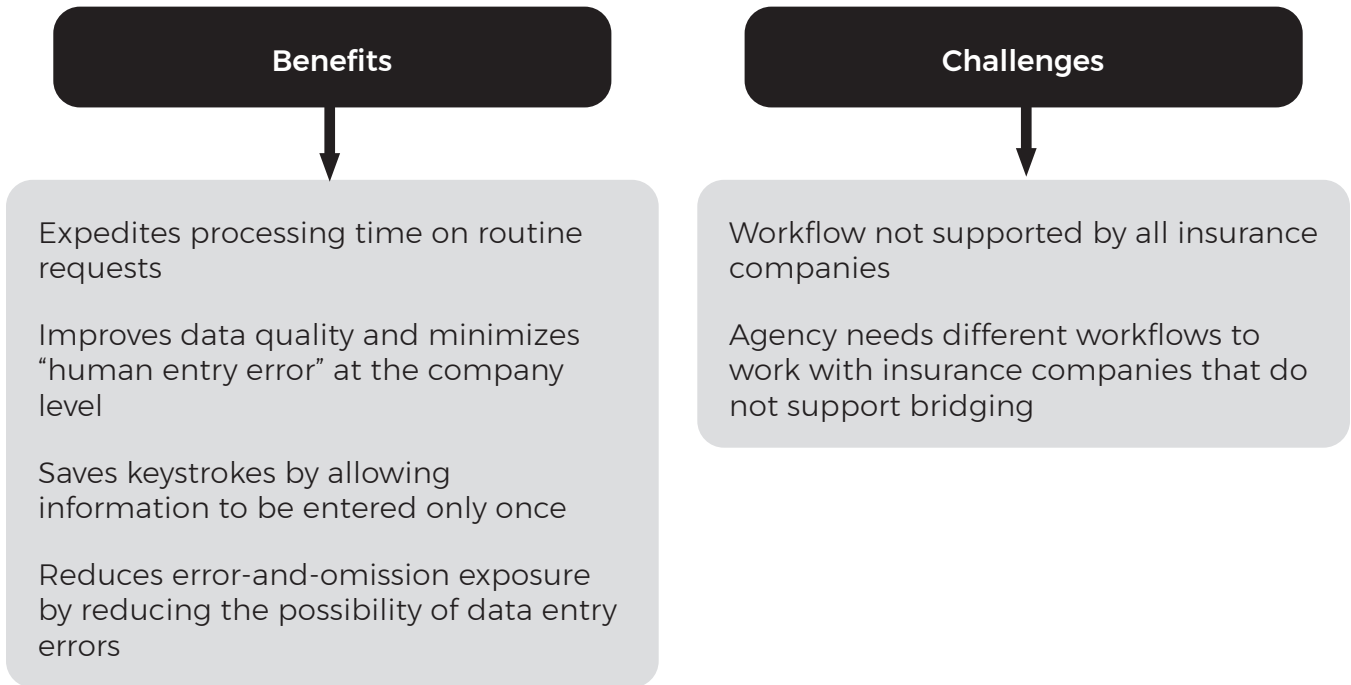 Benefits
Expedites processing time on routine
requests
Improves data quality and minimizes
“human entry error” at the company
level
Saves keystrokes by allowing
information to be entered only once
Reduces error-and-omission exposure
by reducing the possibility of data entry
errors
Challenges
Workflow not supported by all insurance
companies
Agency needs different workflows to
work with insurance companies that do
not support bridging